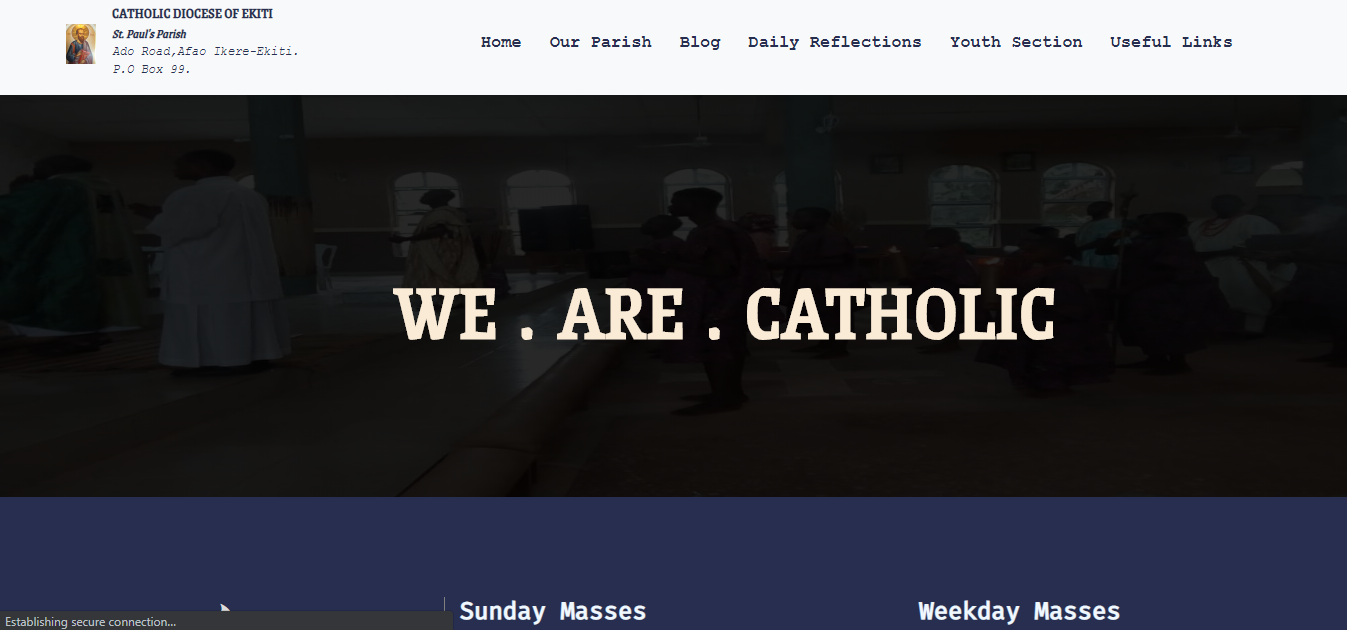 CATHOLIC DIOCESE OF EKITI
St. Paul's Parish
Ado Road,Afao Ikere-Ekiti.
P.O Box 99.
Home Our Parish Blog Daily Reflections Youth Section Useful Links
WE . ARE . CATHOLIC
Sunday Masses Weekday Masses
Establishing secure connection...